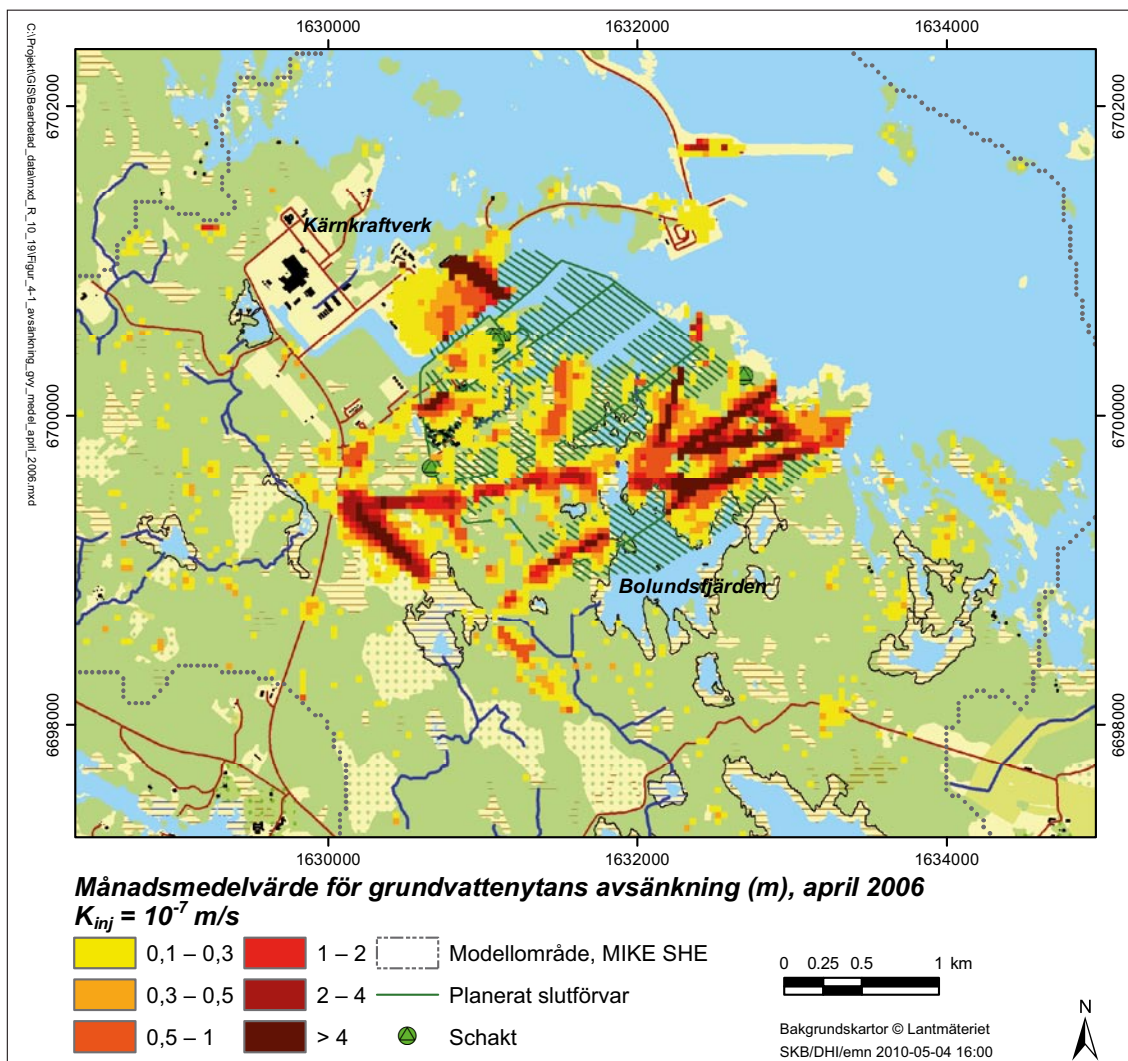 1630000
1632000
1634000
C:\Projekt\GIS\Bearbetad_data\mxd_R_10_19\Figur_4-1_avsänkning_gvy_medel_april_2006.mxd
6702000
6702000
Kärnkraftverk
6700000
6700000
Bolundsfjärden
6698000
6698000
1630000
1632000
1634000
Månadsmedelvärde för grundvattenytans avsänkning (m), april 2006
K_inj = 10^-7 m/s
0,1 – 0,3
1 – 2
Modellområde, MIKE SHE
0 0.25 0.5 1 km
0,3 – 0,5
2 – 4
Planerat slutförvar
0,5 – 1
> 4
Schakt
Bakgrundskartor © Lantmäteriet
SKB/DHI/emn 2010-05-04 16:00
N